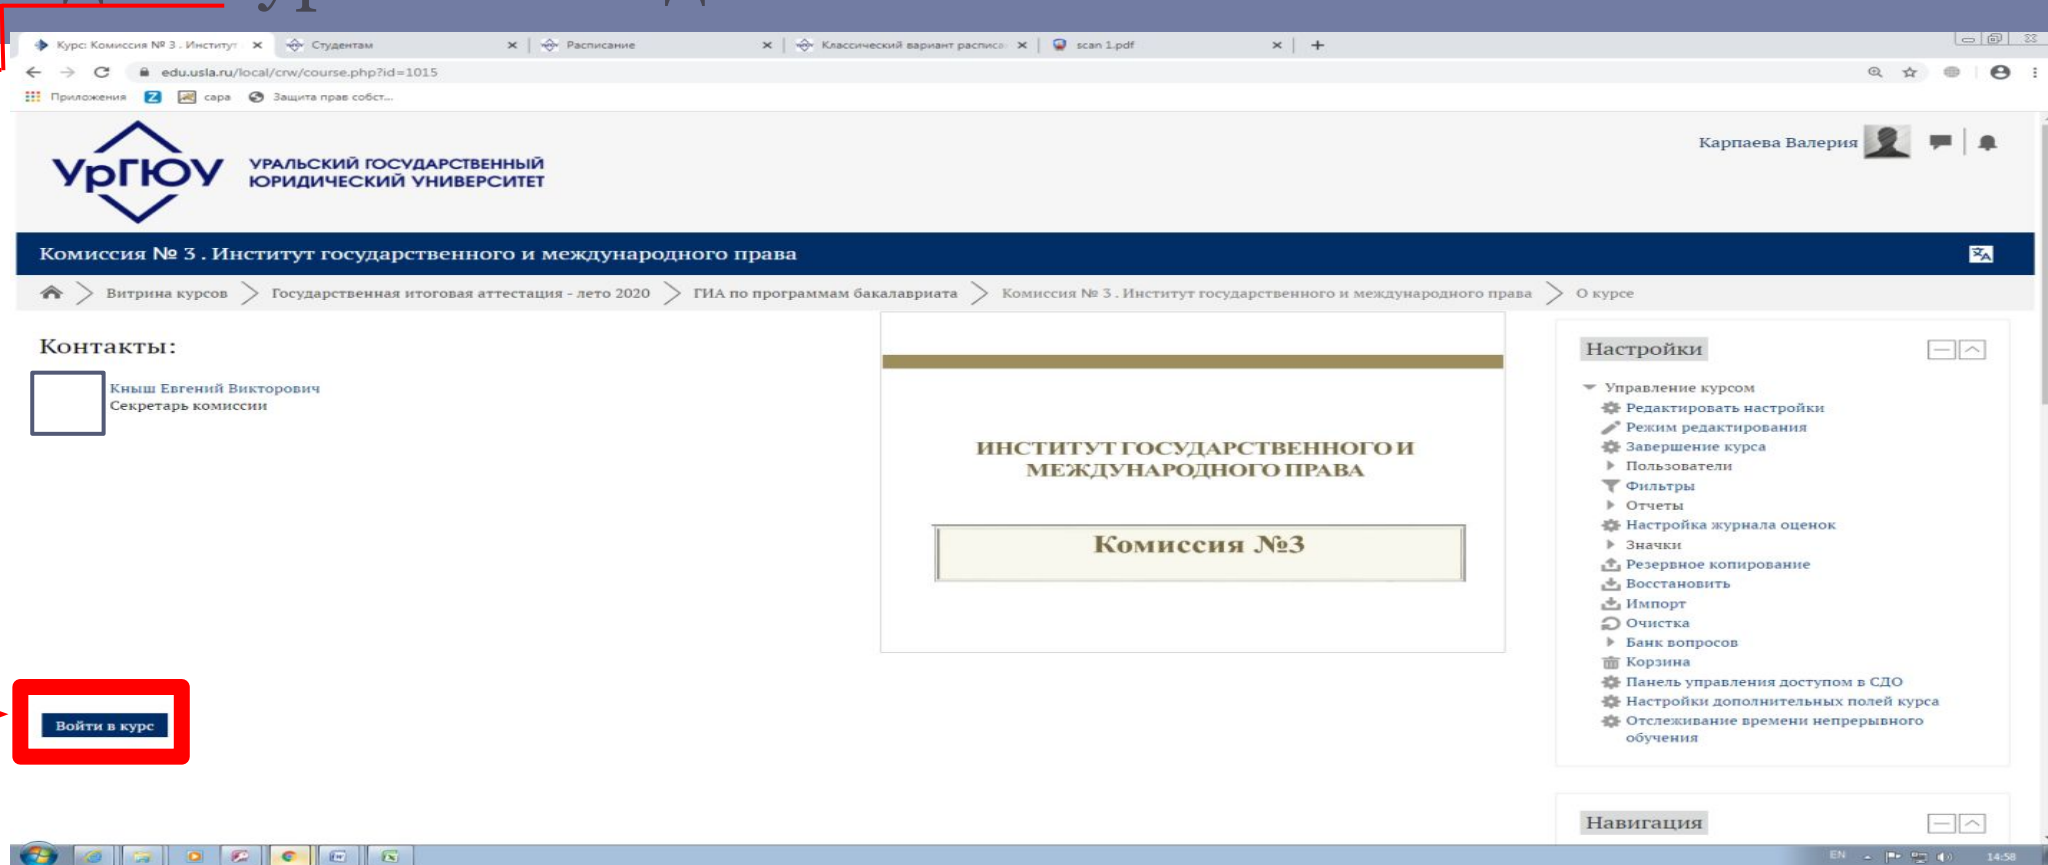 Курс: Комиссия № 3 . Институт
Студентам
Расписание
Классический вариант расписа
scan 1.pdf
edu.usla.ru/local/crw/course.php?id=1015
Приложения
сара
Защита прав собст...
УрГЮУ
УРАЛЬСКИЙ ГОСУДАРСТВЕННЫЙ
ЮРИДИЧЕСКИЙ УНИВЕРСИТЕТ
Карпаева Валерия
Комиссия № 3 . Институт государственного и международного права
Витрина курсов
Государственная итоговая аттестация - лето 2020
ГИА по программам бакалавриата
Комиссия № 3 . Институт государственного и международного права
О курсе
Контакты:
Кныш Евгений Викторович
Секретарь комиссии
Войти в курс
ИНСТИТУТ ГОСУДАРСТВЕННОГО И
МЕЖДУНАРОДНОГО ПРАВА
Комиссия №3
Настройки
Управление курсом
Редактировать настройки
Режим редактирования
Завершение курса
Пользователи
Фильтры
Отчеты
Настройка журнала оценок
Значки
Резервное копирование
Восстановить
Импорт
Очистка
Банк вопросов
Корзина
Панель управления доступом в СДО
Настройки дополнительных полей курса
Отслеживание времени непрерывного
обучения
Навигация
EN
14:58